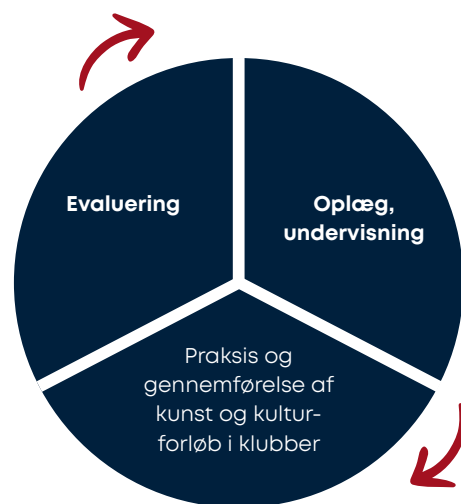 Evaluering
Oplæg,
undervisning
Praksis og
gennemførelse af
kunst og kultur-
forløb i klubber